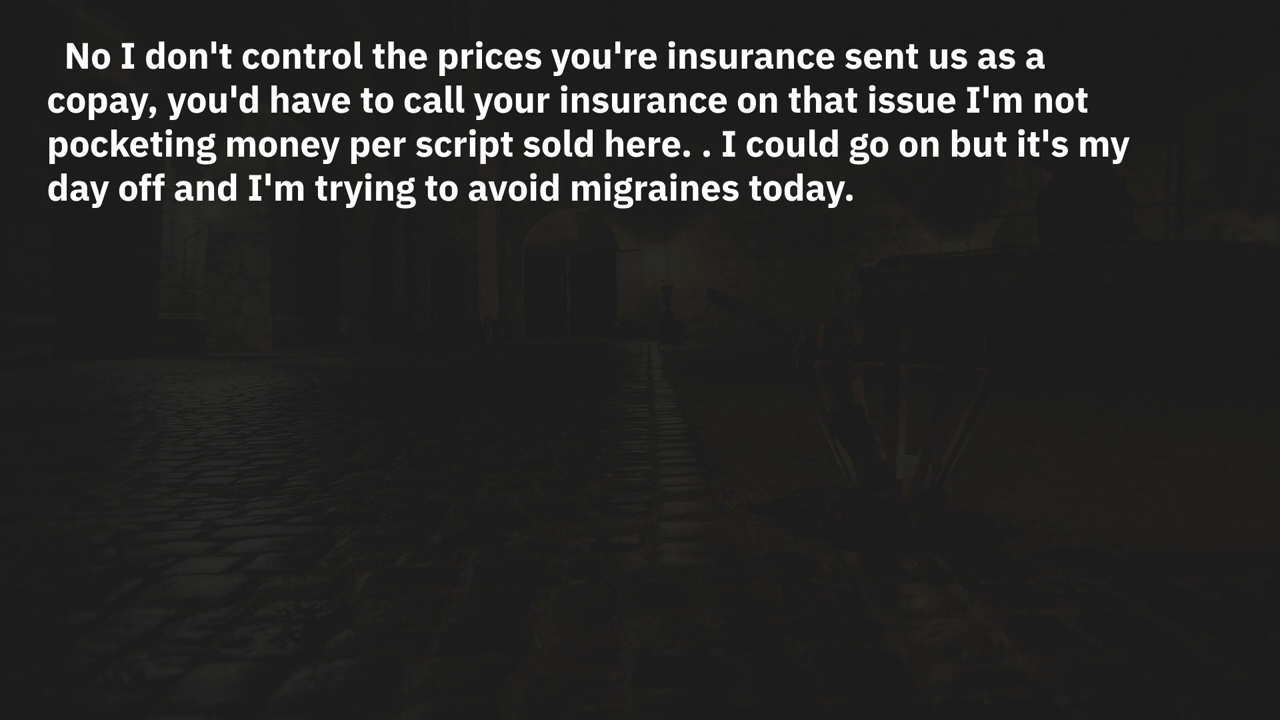 No I don't control the prices you're insurance sent us as a
copay, you'd have to call your insurance on that issue I'm not
pocketing money per script sold here. . I could go on but it's my
day off and I'm trying to avoid migraines today.